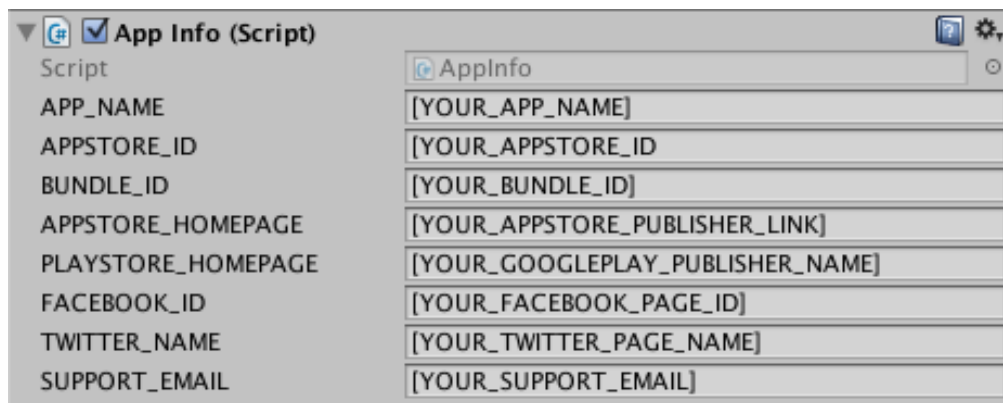 App Info (Script)
Script AppInfo
APP_NAME [YOUR_APP_NAME]
APPSTORE_ID [YOUR_APPSTORE_ID
BUNDLE_ID [YOUR_BUNDLE_ID]
APPSTORE_HOMEPAGE [YOUR_APPSTORE_PUBLISHER_LINK]
PLAYSTORE_HOMEPAGE [YOUR_GOOGLEPLAY_PUBLISHER_NAME]
FACEBOOK_ID [YOUR_FACEBOOK_PAGE_ID]
TWITTER_NAME [YOUR_TWITTER_PAGE_NAME]
SUPPORT_EMAIL [YOUR_SUPPORT_EMAIL]